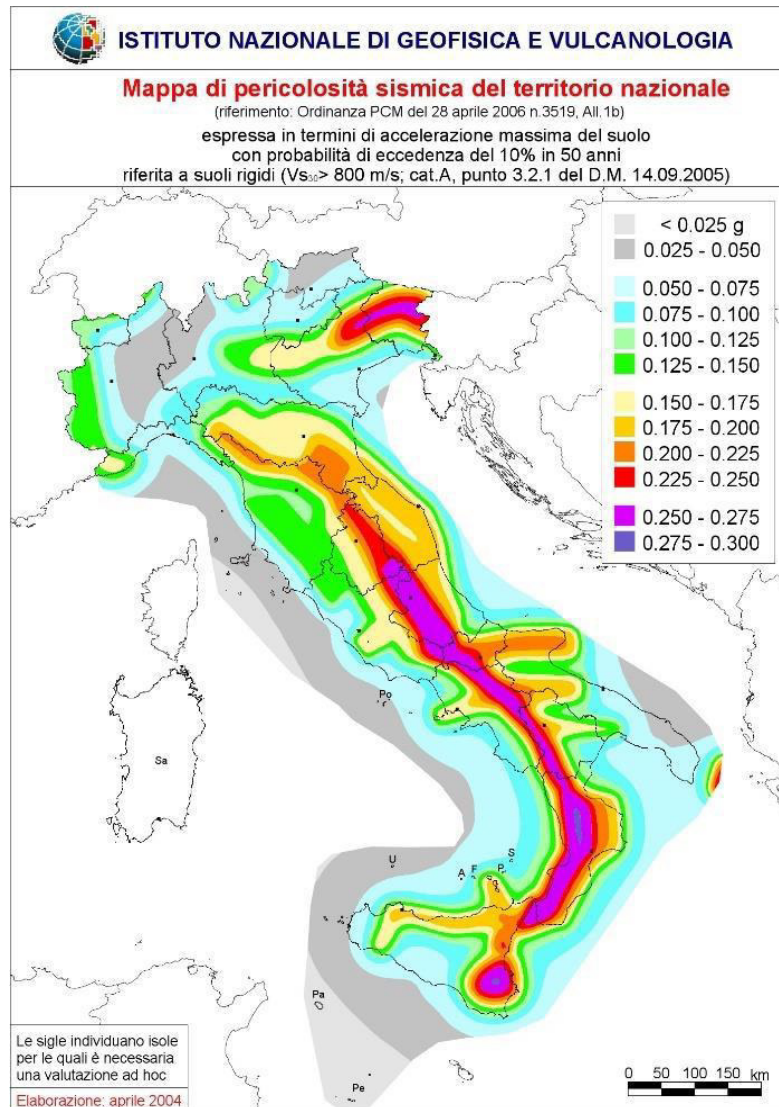 ISTITUTO NAZIONALE DI GEOFISICA E VULCANOLOGIA
Mappa di pericolosità sismica del territorio nazionale
(riferimento: Ordinanza PCM del 28 aprile 2006 n.3519, All.1b)
espressa in termini di accelerazione massima del suolo
con probabilità di eccedenza del 10% in 50 anni
riferita a suoli rigidi (Vs30> 800 m/s; cat.A, punto 3.2.1 del D.M. 14.09.2005)
< 0.025 g
0.025 - 0.050
0.050 - 0.075
0.075 - 0.100
0.100 - 0.125
0.125 - 0.150
0.150 - 0.175
0.175 - 0.200
0.200 - 0.225
0.225 - 0.250
0.250 - 0.275
0.275 - 0.300
Po
Sa
U
A
F
P
S
Pa
Pe
Le sigle individuano isole
per le quali è necessaria
una valutazione ad hoc
Elaborazione: aprile 2004
0 50 100 150 km